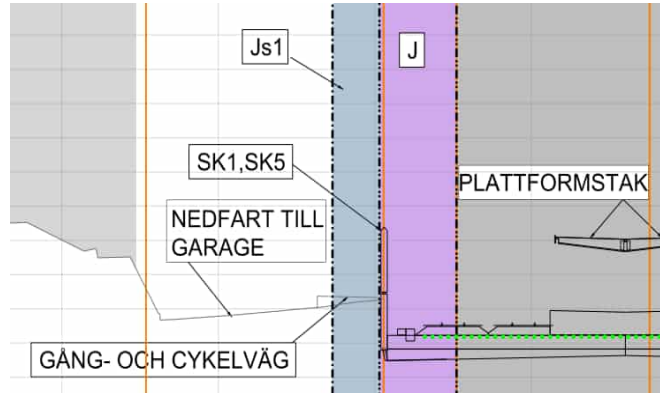 Js1
J
SK1,SK5
PLATTFORMSTAK
NEDFART TILL
GARAGE
GÅNG- OCH CYKELVÄG